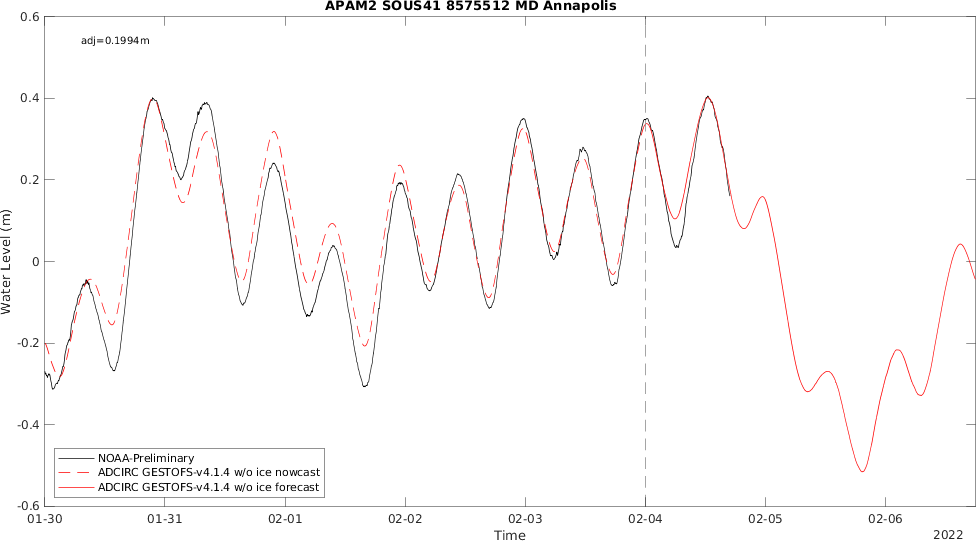 APAM2 SOUS41 8575512 MD Annapolis
adj=0.1994m
0.6
0.4
0.2
0
-0.2
-0.4
-0.6
Water Level (m)
NOAA-Preliminary
ADCIRC GESTOFS-v4.1.4 w/o ice nowcast
ADCIRC GESTOFS-v4.1.4 w/o ice forecast
01-30 01-31 02-01 02-02 02-03 02-04 02-05 02-06
Time
2022